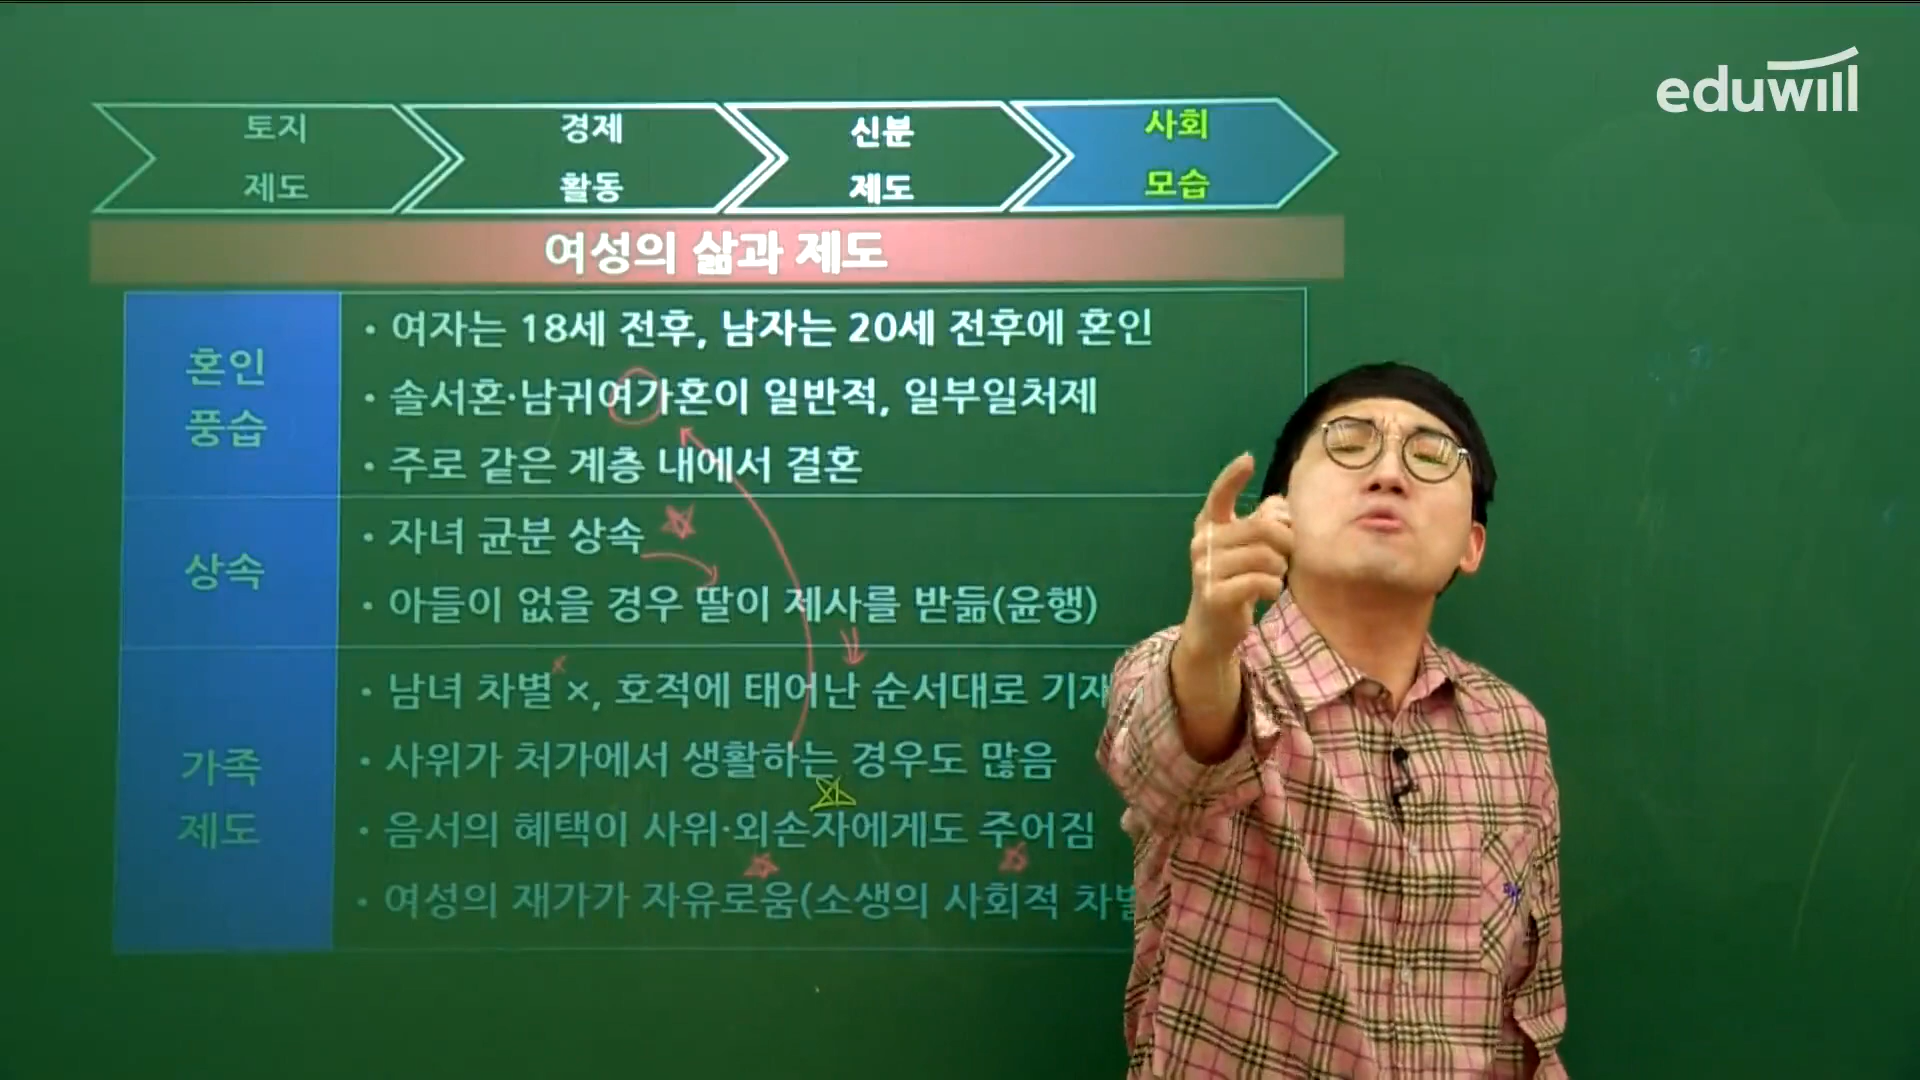 eduwill
토지 제도
경제 활동
신분 제도
사회 모습
여성의 삶과 제도
혼인 풍습
• 여자는 18세 전후, 남자는 20세 전후에 혼인
• 솔서혼·남귀여가혼이 일반적, 일부일처제
• 주로 같은 계층 내에서 결혼
상속
• 자녀 균분 상속
• 아들이 없을 경우 딸이 제사를 받듦(윤행)
가족 제도
• 남녀 차별 ×, 호적에 태어난 순서대로 기재
• 사위가 처가에서 생활하는 경우도 많음
• 음서의 혜택이 사위·외손자에게도 주어짐
• 여성의 재가가 자유로움(소생의 사회적